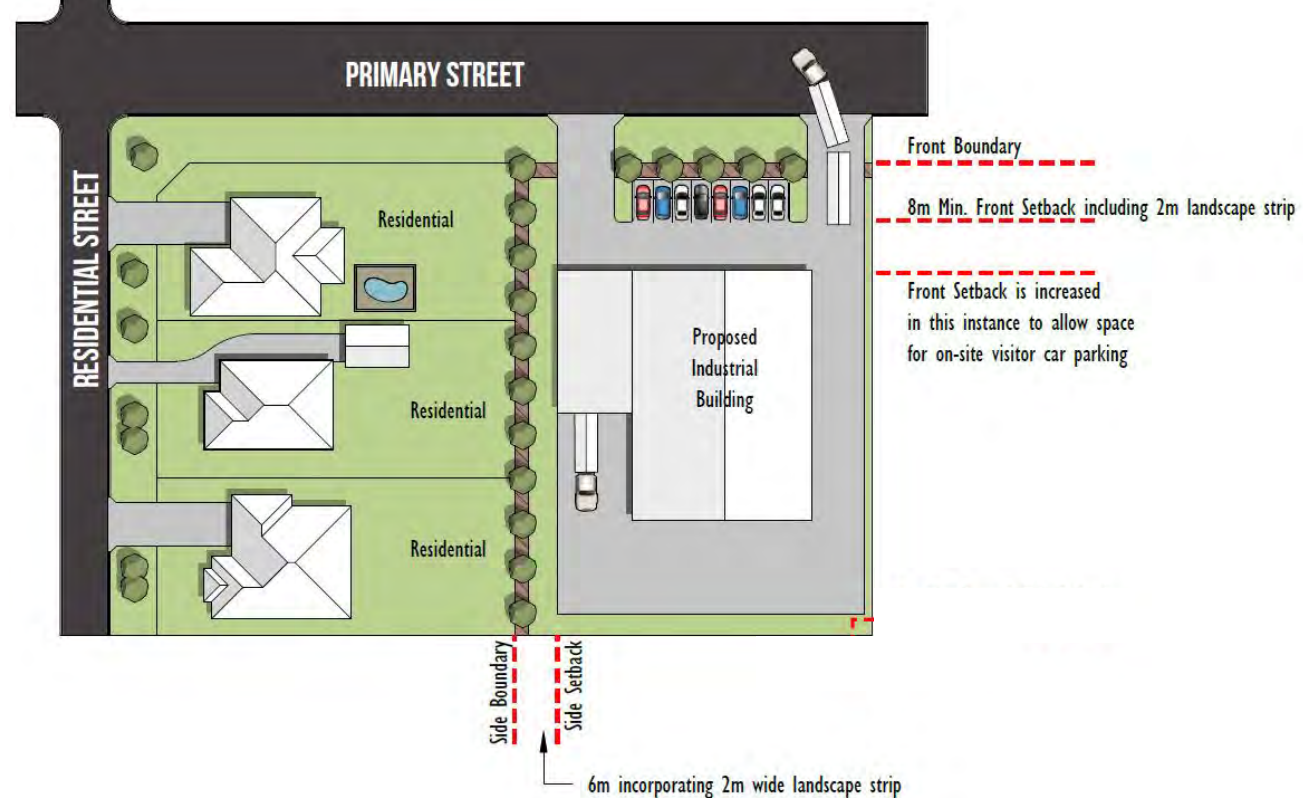 PRIMARY STREET
RESIDENTIAL STREET
Front Boundary
8m Min. Front Setback including 2m landscape strip
Residential
Front Setback is increased
in this instance to allow space
for on-site visitor car parking
Proposed
Industrial
Building
Residential
Residential
Side Boundary
Side Setback
6m incorporating 2m wide landscape strip